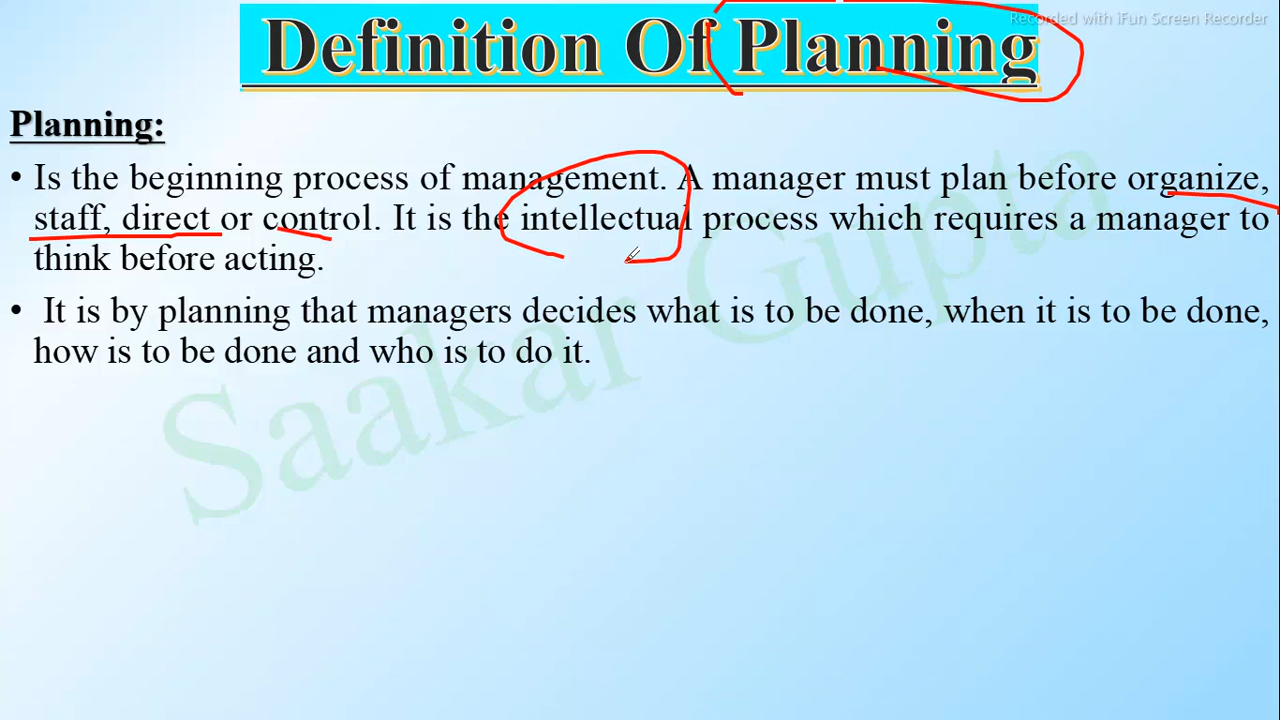 Recorded with iFun Screen Recorder
Definition Of Planning
Planning:
• Is the beginning process of management. A manager must plan before organize,
staff, direct or control. It is the intellectual process which requires a manager to
think before acting.
• It is by planning that managers decides what is to be done, when it is to be done,
how is to be done and who is to do it.
Saakar Gupta